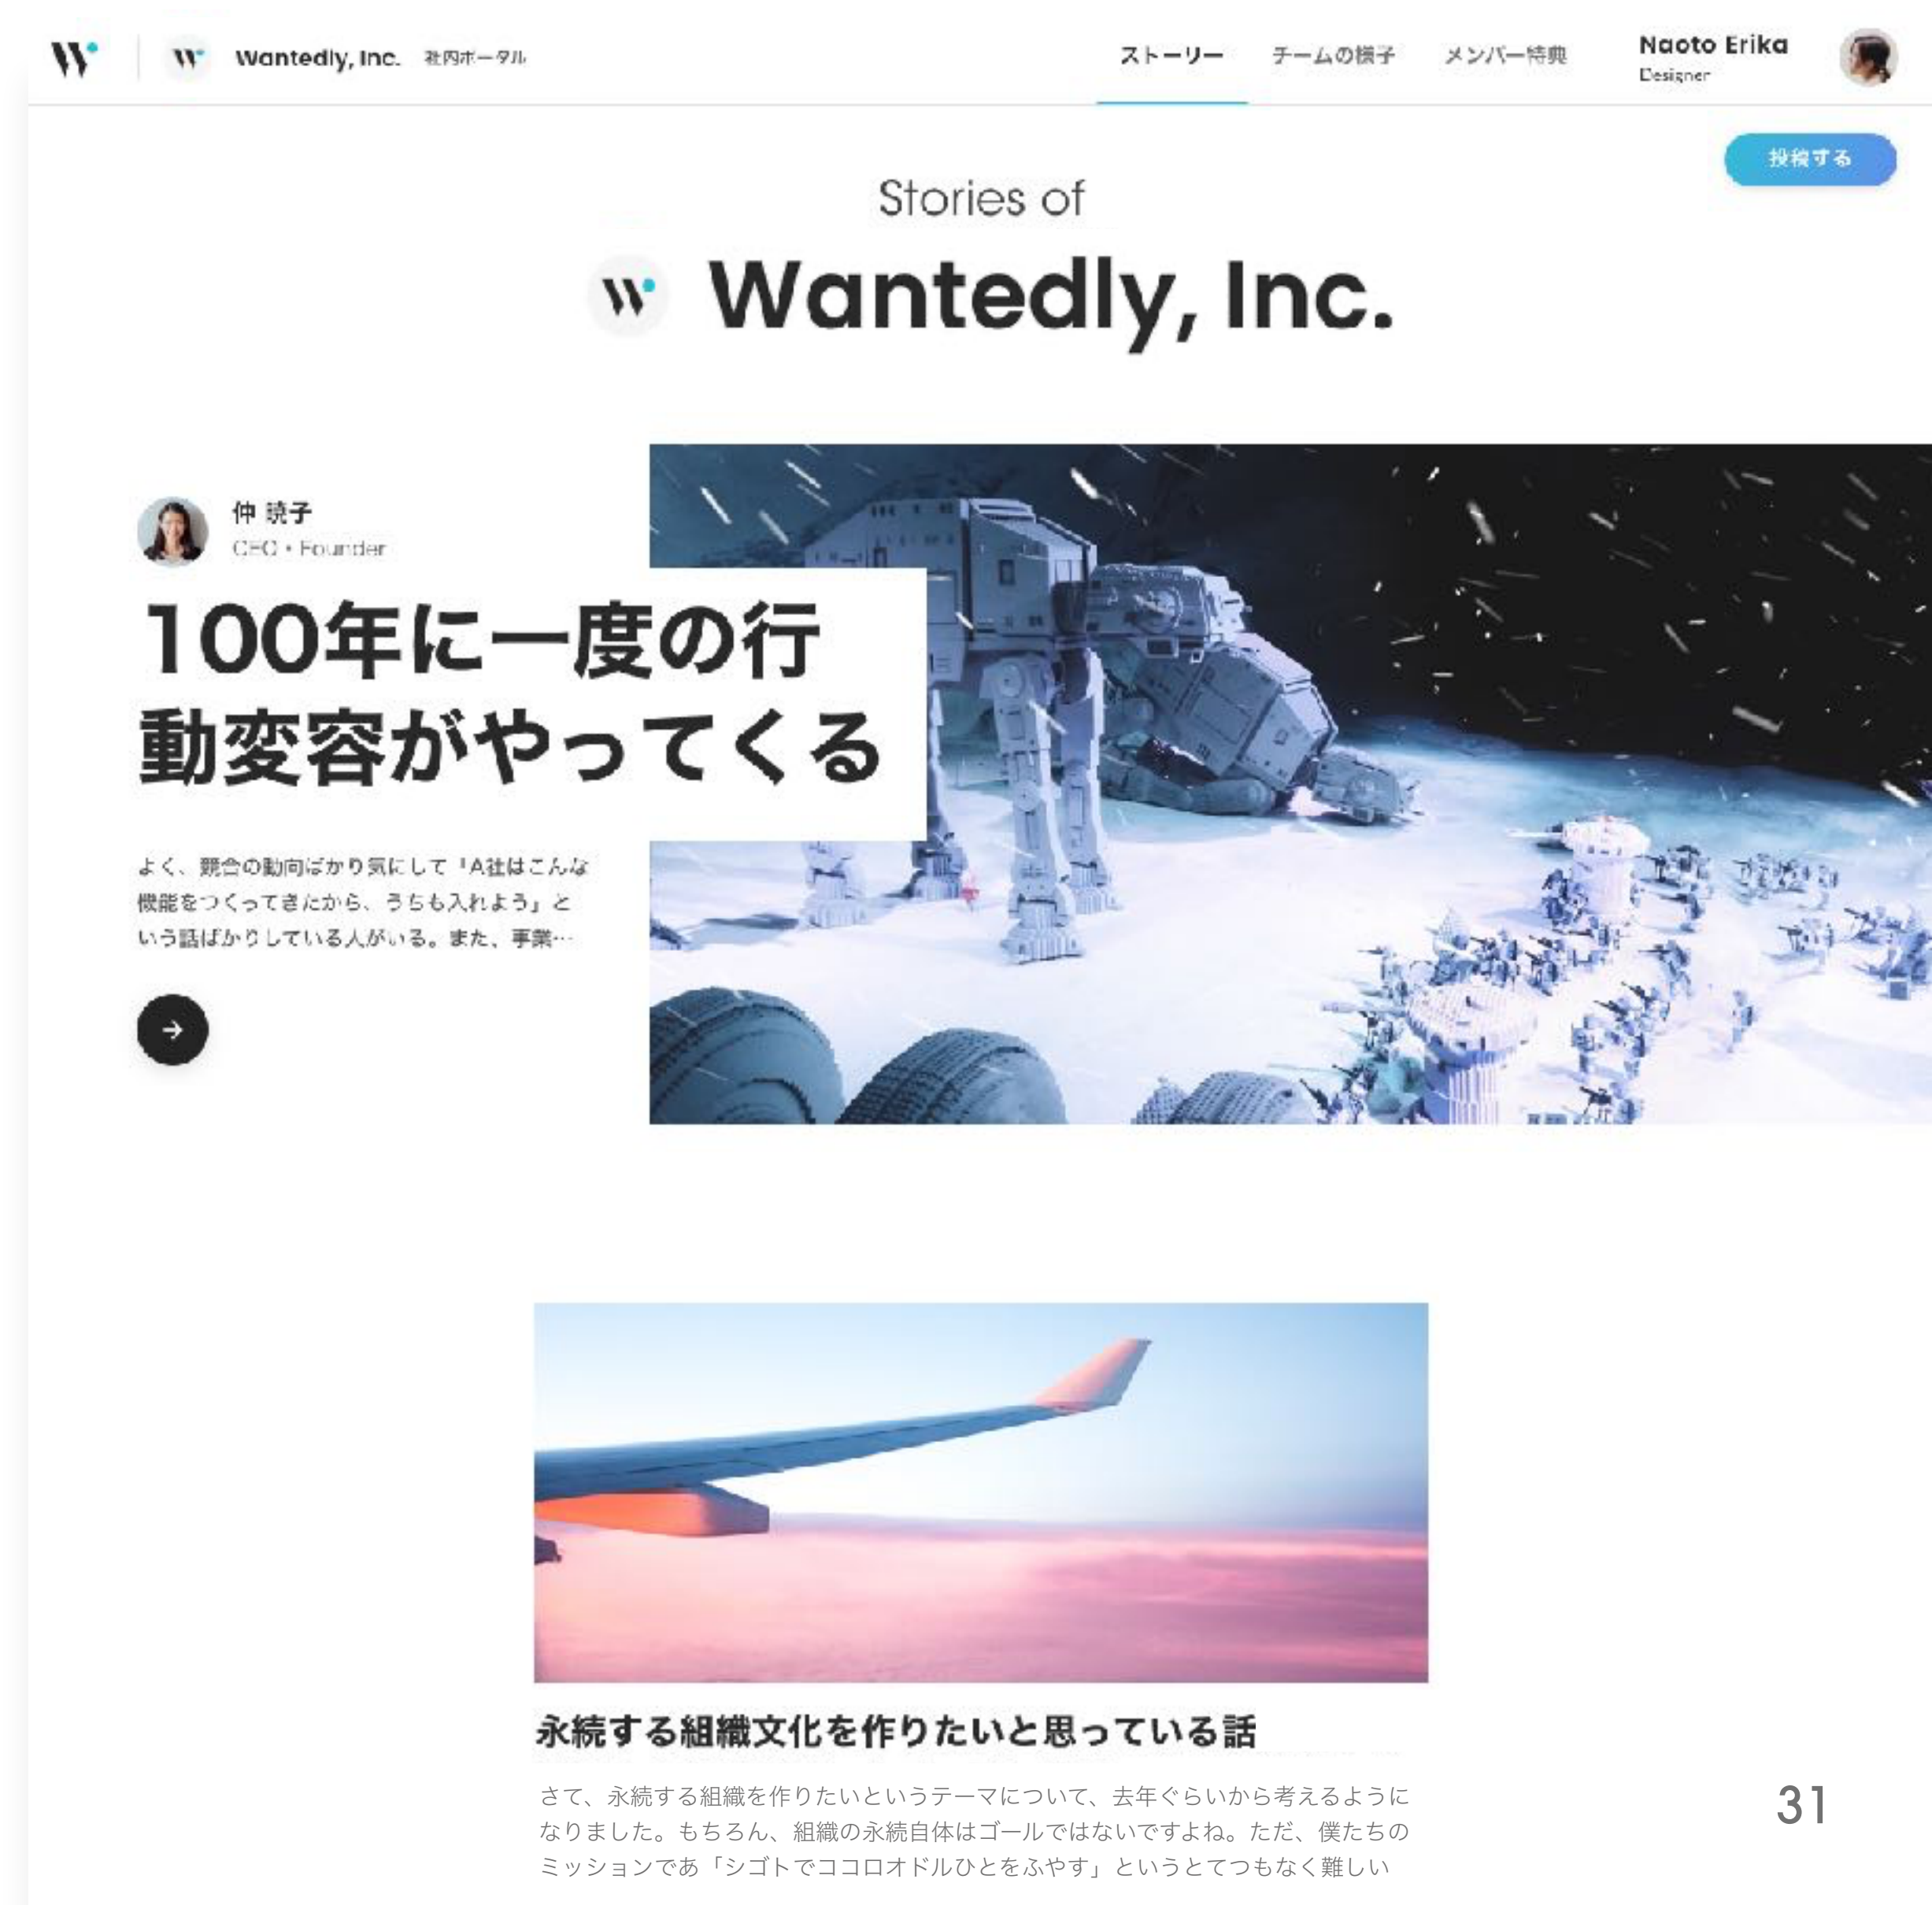 Wantedly, Inc. 社内ポータル
ストーリー チームの様子 メンバー特典
Naoto Erika
Designer
投稿する
Stories of
Wantedly, Inc.
仲 暁子
CEO • Founder
100年に一度の行
動変容がやってくる
よく、競合の動向ばかり気にして「A社はこんな
機能をつくってきたから、うちも入れよう」と
いう話ばかりしている人がいる。また、事業…
永続する組織文化を作りたいと思っている話
さて、永続する組織を作りたいというテーマについて、去年ぐらいから考えるように
なりました。もちろん、組織の永続自体はゴールではないですよね。ただ、僕たちの
ミッションであ「シゴトでココロオドルひとをふやす」というとてつもなく難しい
31